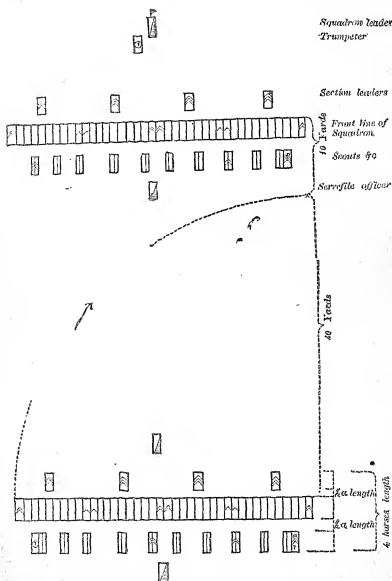 Squadron leader
Trumpeter
Section leaders
Front line of
Squadron
10 Yards
Scouts &c
Serrefile officer
40 Yards
½ a length
½ a length
4 horses length